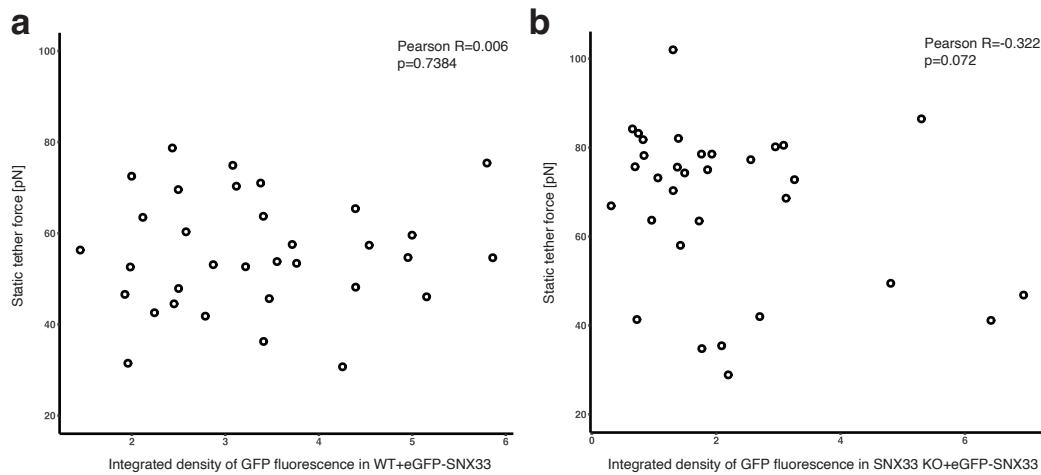 a
Pearson R=0.006
p=0.7384
Static tether force [pN]
100
80
60
40
20
2 3 4 5 6
Integrated density of GFP fluorescence in WT+eGFP-SNX33
b
Pearson R=-0.322
p=0.072
Static tether force [pN]
100
80
60
40
20
0 2 4 6
Integrated density of GFP fluorescence in SNX33 KO+eGFP-SNX33